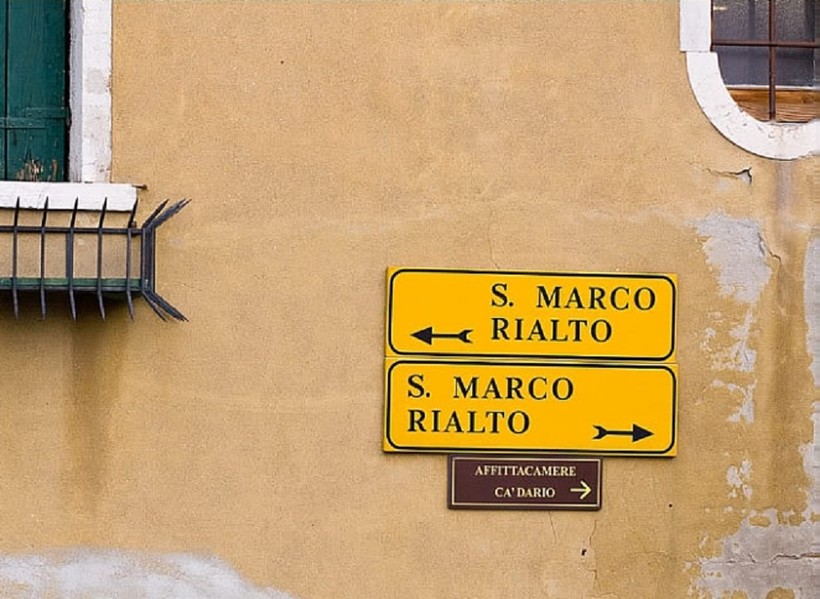 S. MARCO
RIALTO
S. MARCO
RIALTO
AFFITTACAMERE
CA' DARIO